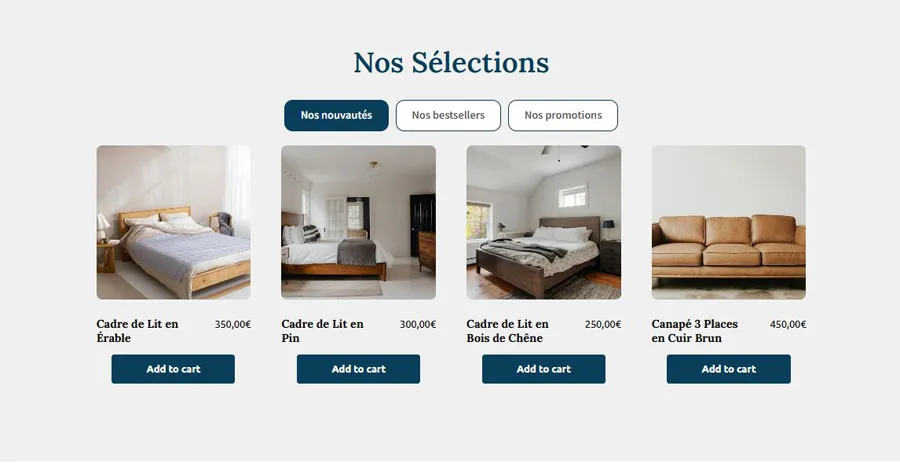 Nos Sélections
Nos nouvautés
Nos bestsellers
Nos promotions
Cadre de Lit en Érable
350,00€
Add to cart
Cadre de Lit en Pin
300,00€
Add to cart
Cadre de Lit en Bois de Chêne
250,00€
Add to cart
Canapé 3 Places en Cuir Brun
450,00€
Add to cart